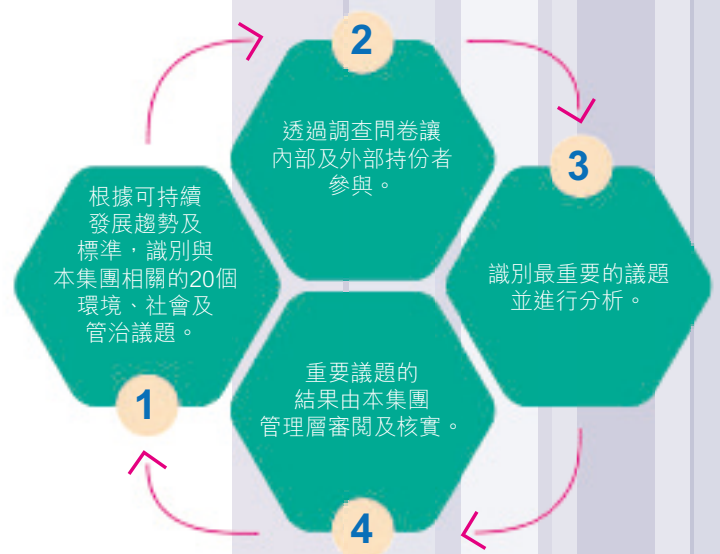 1
根據可持續
發展趨勢及
標準，識別與
本集團相關的20個
環境、社會及
管治議題。
2
透過調查問卷讓
內部及外部持份者
參與。
3
識別最重要的議題
並進行分析。
4
重要議題的
結果由本集團
管理層審閱及核實。